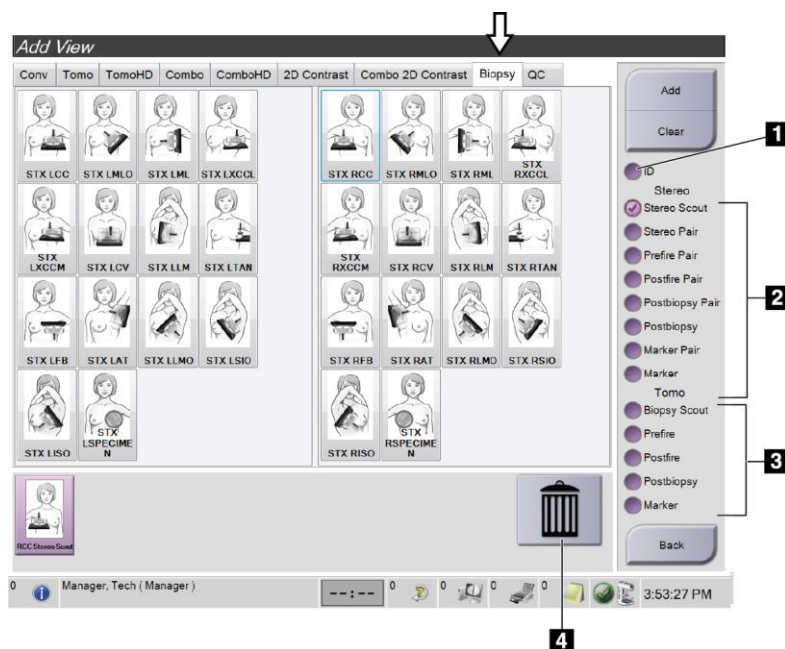 Add View
Conv Tomo TomoHD Combo ComboHD 2D Contrast Combo 2D Contrast Biopsy QC
STX LCC STX LMLO STX LML STX LXCCL
STX RCC STX RMLO STX RML STX RXCCL
STX LXCCM STX LCV STX LLM STX LTAN
STX RXCCM STX RCV STX RLM STX RTAN
STX LFB STX LAT STX LLMO STX LSIO
STX RFB STX RAT STX RLMO STX RSIO
STX LISO STX LSPECIMEN
STX RISO STX RSPECIMEN
Add
Clear
1
ID
Stereo
Stereo Scout
Stereo Pair
Prefire Pair
Postfire Pair
Postbiopsy Pair
Postbiopsy
Marker Pair
Marker
2
Tomo
Biopsy Scout
Prefire
Postfire
Postbiopsy
Marker
3
Back
RCC Stereo Scout
0 Manager, Tech ( Manager ) --:-- 0 0 0 0 3:53:27 PM
4